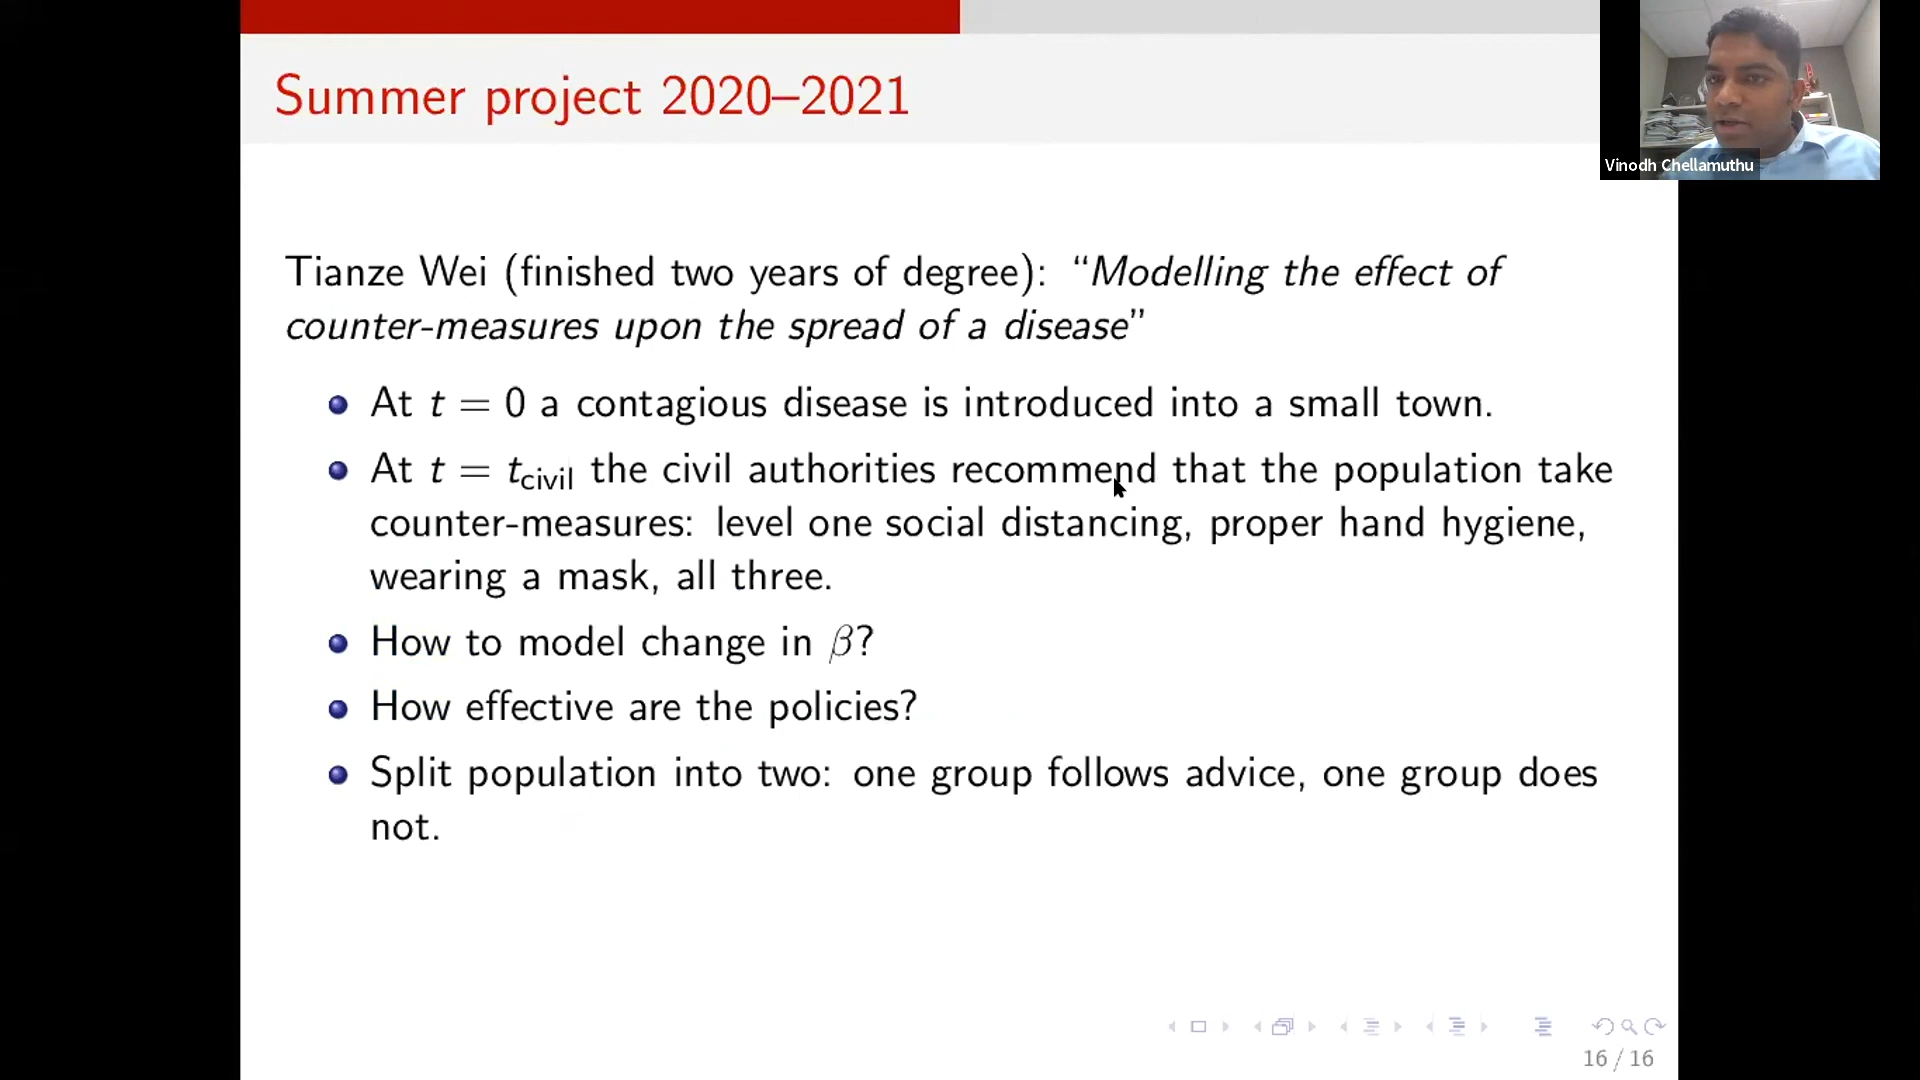 Summer project 2020–2021
Vinodh Chellamuthu
Tianze Wei (finished two years of degree): “Modelling the effect of
counter-measures upon the spread of a disease”
At t = 0 a contagious disease is introduced into a small town.
At t = t_civil the civil authorities recommend that the population take
counter-measures: level one social distancing, proper hand hygiene,
wearing a mask, all three.
How to model change in β?
How effective are the policies?
Split population into two: one group follows advice, one group does
not.
16 / 16